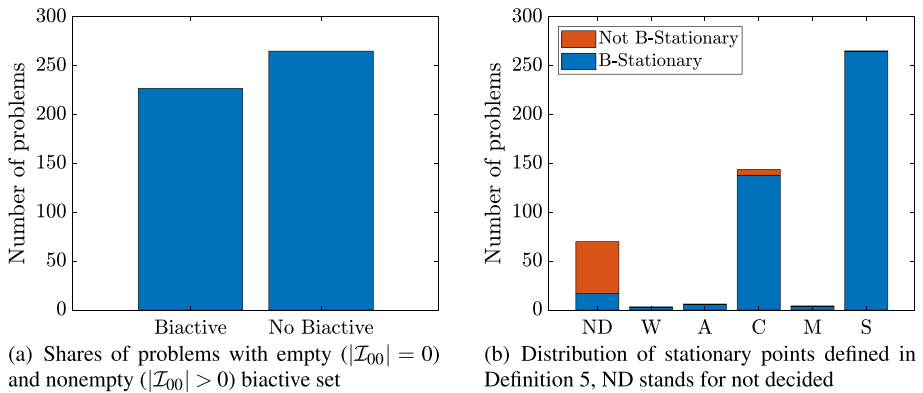 300
250
200
150
100
50
0
Number of problems
Biactive
No Biactive
(a) Shares of problems with empty (|𝓘₀₀| = 0)
and nonempty (|𝓘₀₀| > 0) biactive set
300
250
200
150
100
50
0
Number of problems
Not B-Stationary
B-Stationary
ND
W
A
C
M
S
(b) Distribution of stationary points defined in
Definition 5, ND stands for not decided